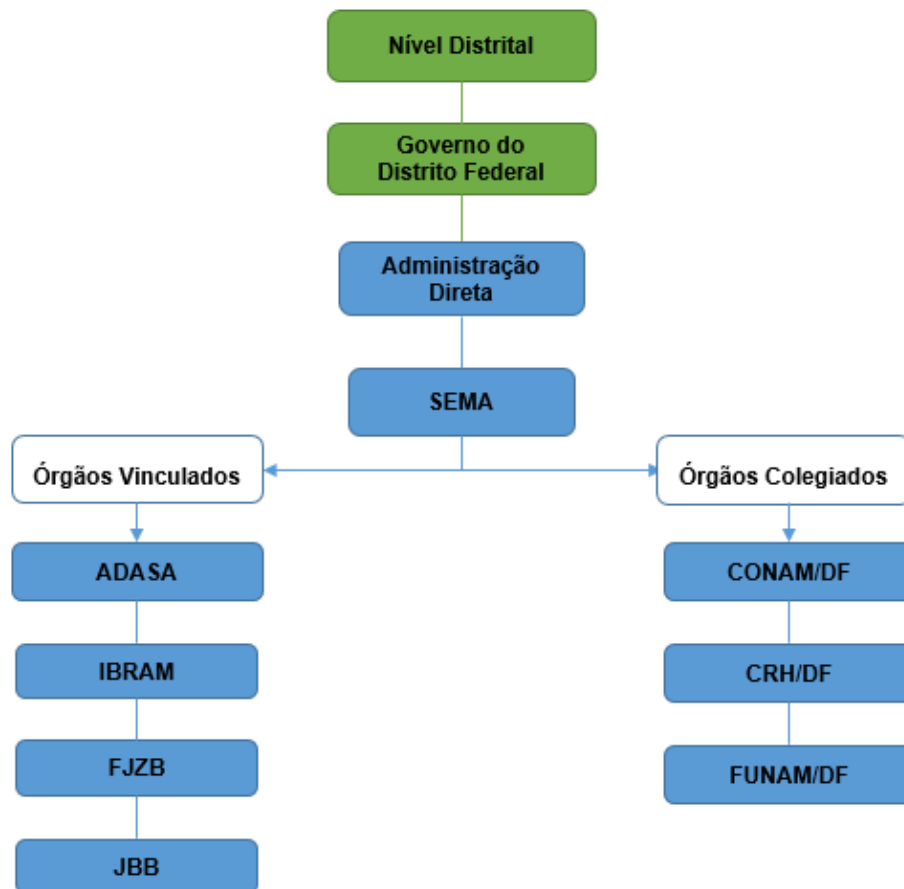 Nível Distrital
Governo do
Distrito Federal
Administração
Direta
SEMA
Órgãos Vinculados
Órgãos Colegiados
ADASA
CONAM/DF
IBRAM
CRH/DF
FJZB
FUNAM/DF
JBB